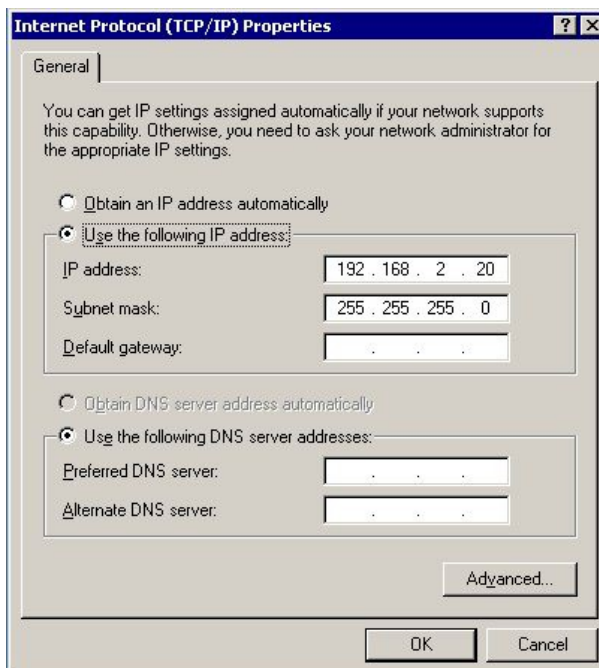 Internet Protocol (TCP/IP) Properties
General
You can get IP settings assigned automatically if your network supports
this capability. Otherwise, you need to ask your network administrator for
the appropriate IP settings.
Obtain an IP address automatically
Use the following IP address:
IP address: 192 . 168 . 2 . 20
Subnet mask: 255 . 255 . 255 . 0
Default gateway: . . .
Obtain DNS server address automatically
Use the following DNS server addresses:
Preferred DNS server: . . .
Alternate DNS server: . . .
Advanced...
OK Cancel